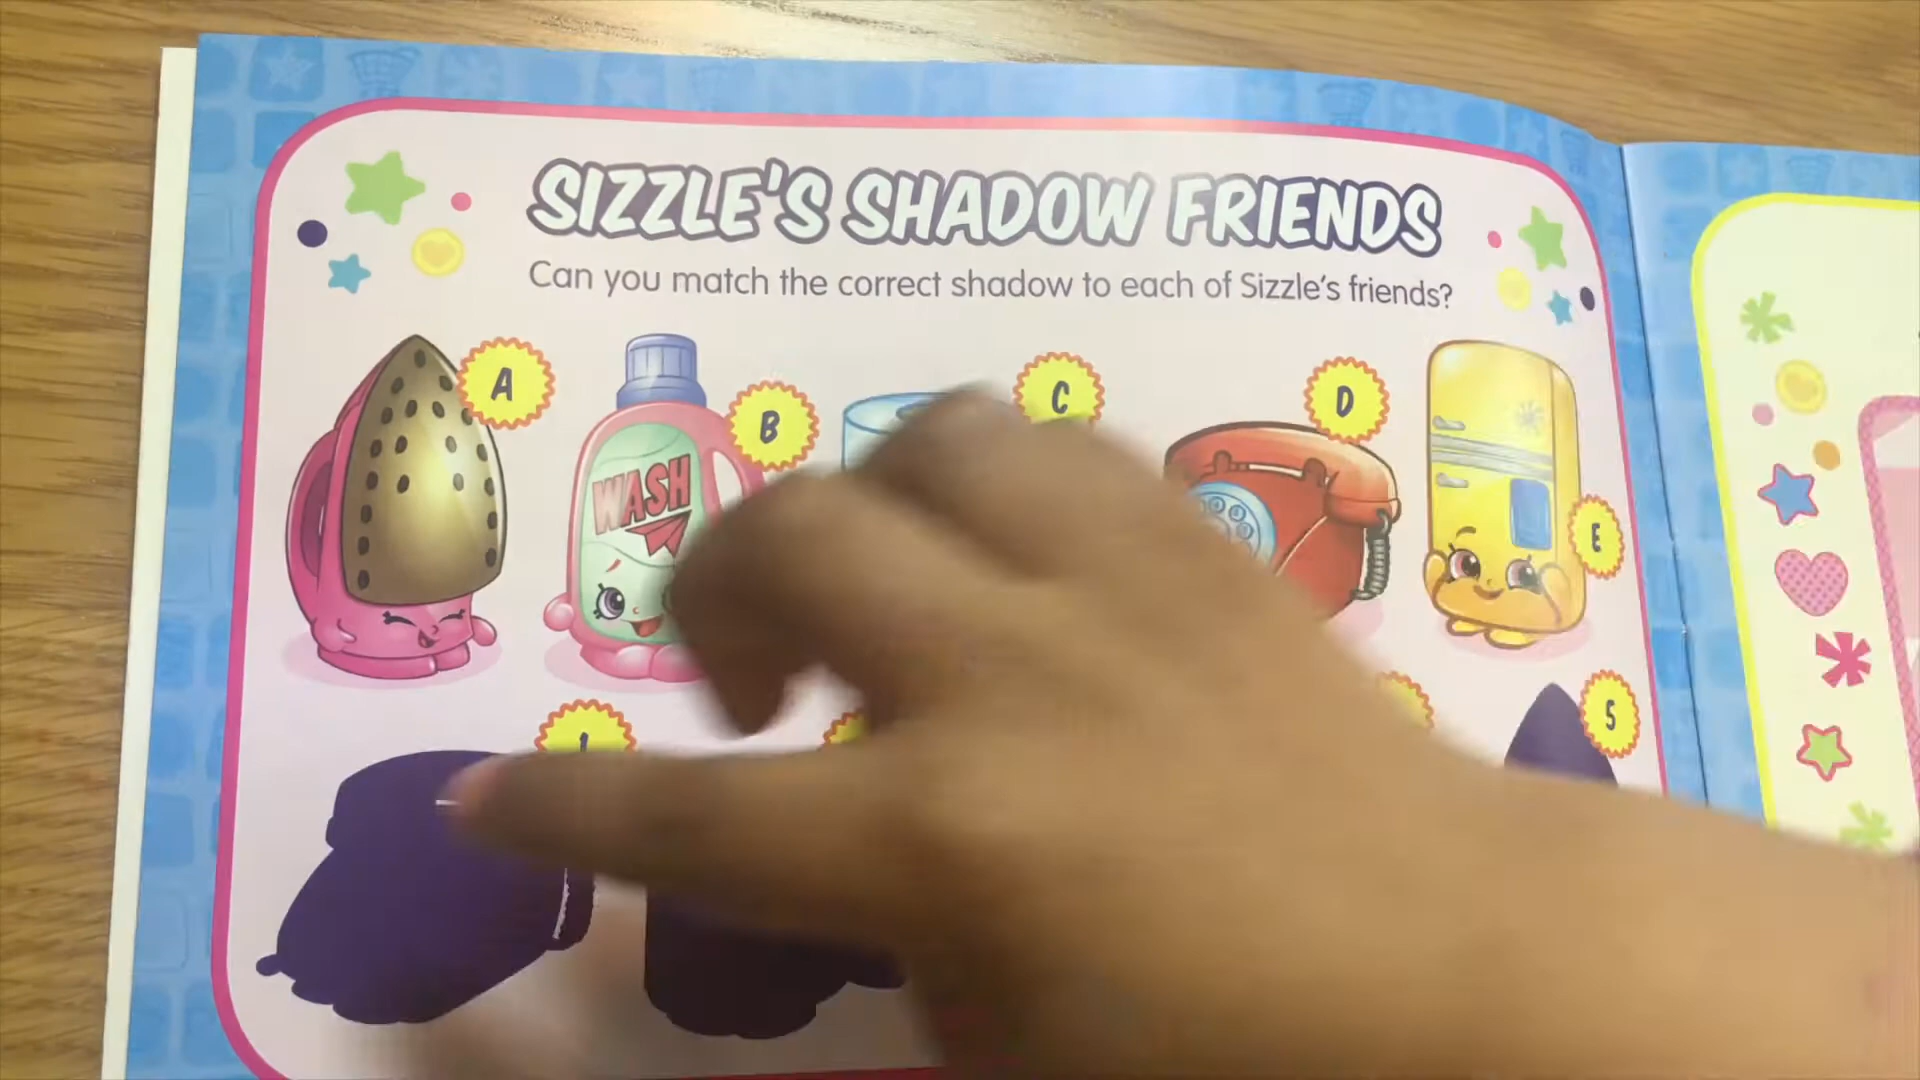 SIZZLE'S SHADOW FRIENDS
Can you match the correct shadow to each of Sizzle's friends?
A
B
WASH
C
D
E
1
5